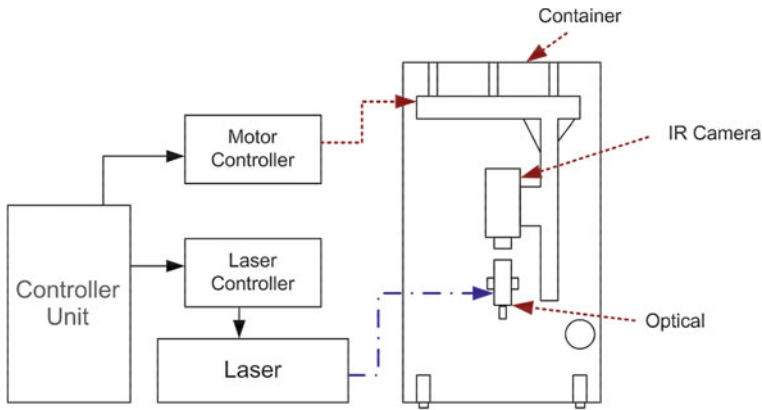 Container
Motor
Controller
IR Camera
Controller
Unit
Laser
Controller
Laser
Optical